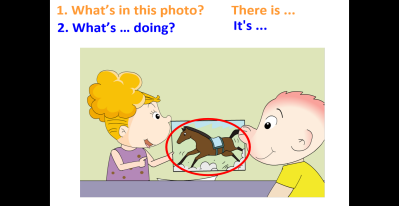 1. What's in this photo? There is ...
2. What's ... doing? It's ...